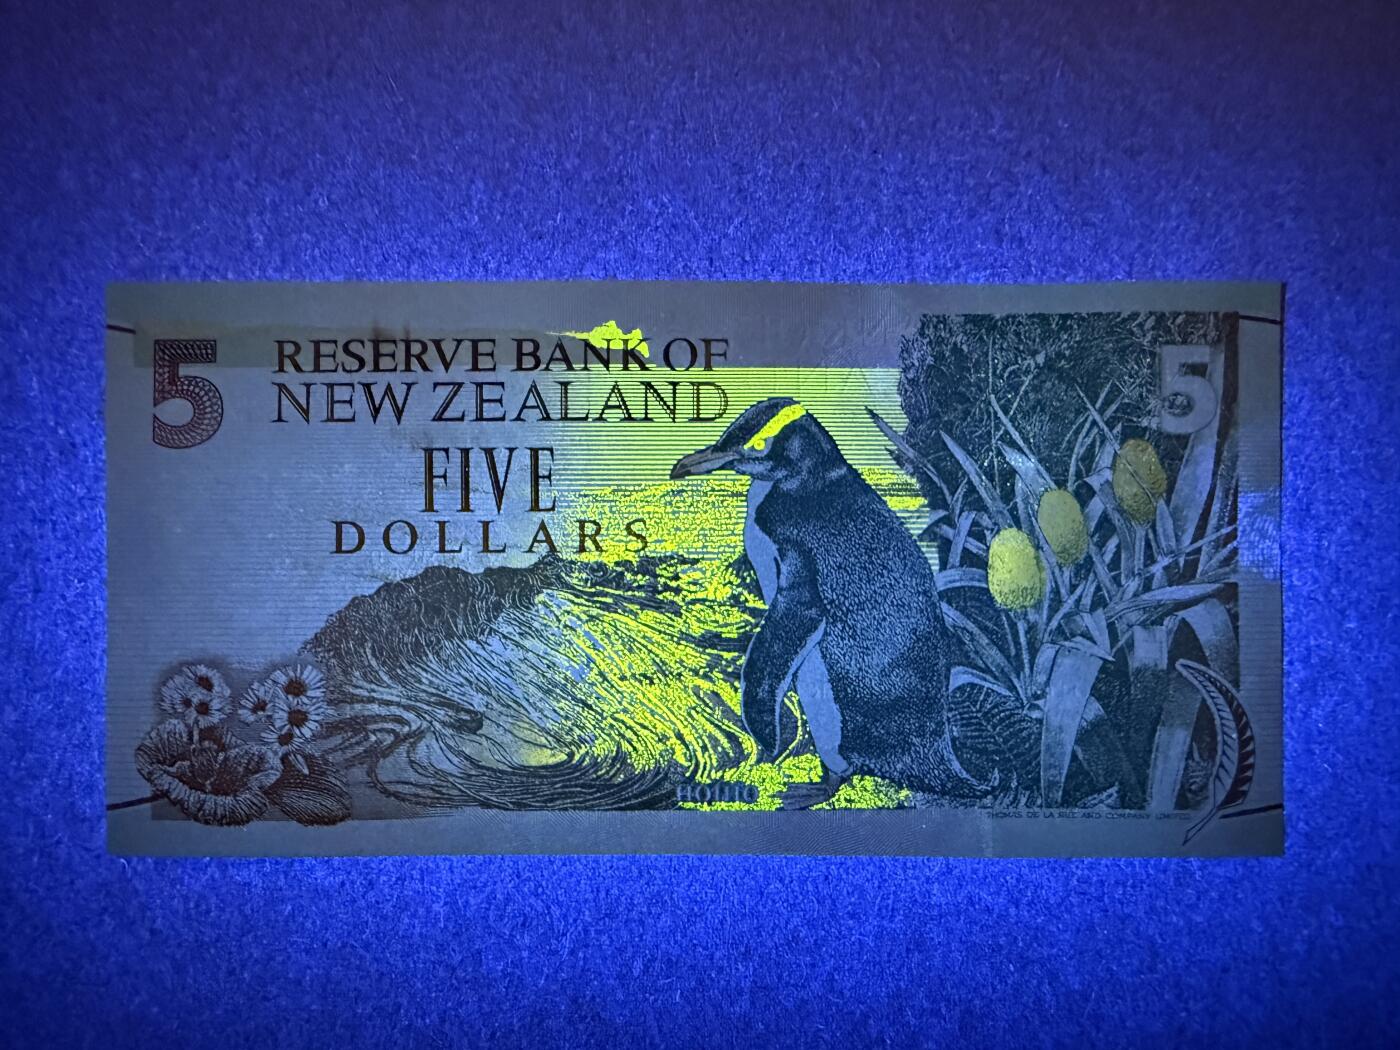 5
RESERVE BANK OF
NEW ZEALAND
FIVE
DOLLARS
5
HOIHO
THOMAS DE LA RUE AND COMPANY LIMITED